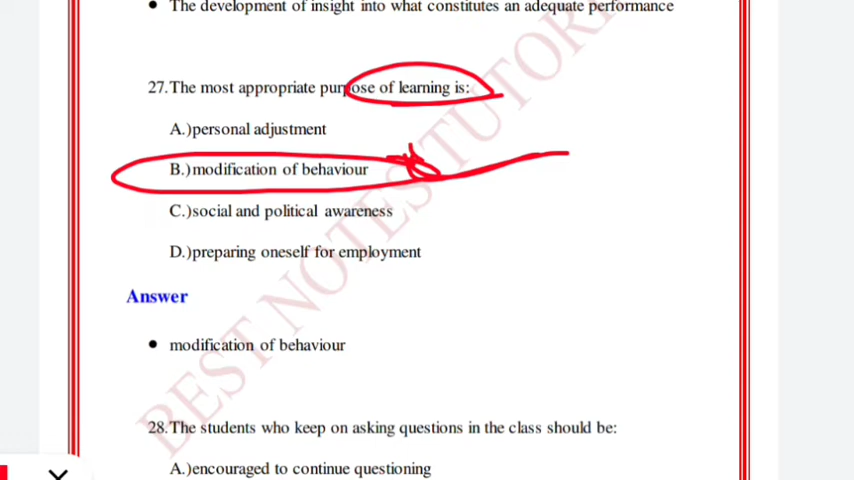 • The development of insight into what constitutes an adequate performance
27.The most appropriate purpose of learning is:
A.)personal adjustment
B.)modification of behaviour
C.)social and political awareness
D.)preparing oneself for employment
Answer
• modification of behaviour
28.The students who keep on asking questions in the class should be:
A.)encouraged to continue questioning
BEST NOTES TUTOR